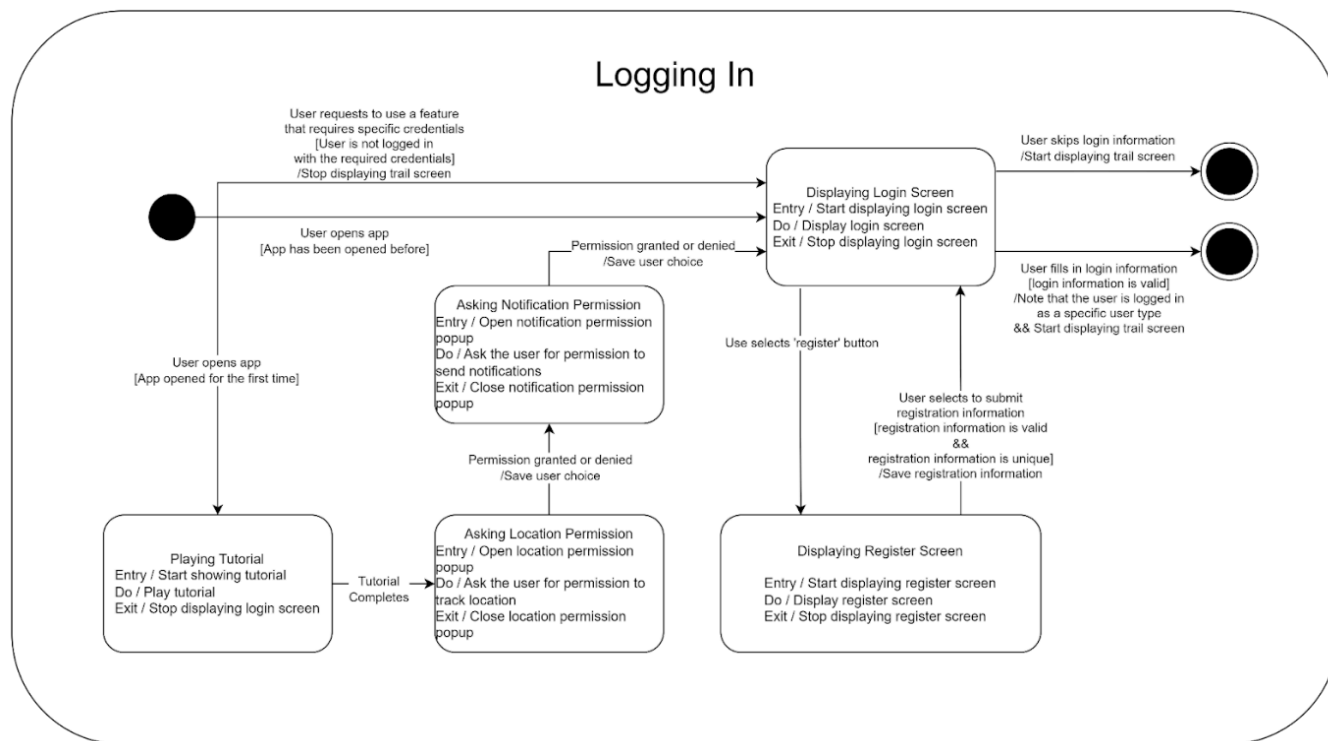 Logging In
User requests to use a feature
that requires specific credentials
[User is not logged in
with the required credentials]
/Stop displaying trail screen
User skips login information
/Start displaying trail screen
Displaying Login Screen
Entry / Start displaying login screen
Do / Display login screen
Exit / Stop displaying login screen
User opens app
[App has been opened before]
Permission granted or denied
/Save user choice
User fills in login information
[login information is valid]
/Note that the user is logged in
as a specific user type
&& Start displaying trail screen
Asking Notification Permission
Entry / Open notification permission
popup
Do / Ask the user for permission to
send notifications
Exit / Close notification permission
popup
Use selects 'register' button
User opens app
[App opened for the first time]
User selects to submit
registration information
[registration information is valid
&&
registration information is unique]
/Save registration information
Permission granted or denied
/Save user choice
Playing Tutorial
Entry / Start showing tutorial
Do / Play tutorial
Exit / Stop displaying login screen
Tutorial
Completes
Asking Location Permission
Entry / Open location permission
popup
Do / Ask the user for permission to
track location
Exit / Close location permission
popup
Displaying Register Screen
Entry / Start displaying register screen
Do / Display register screen
Exit / Stop displaying register screen